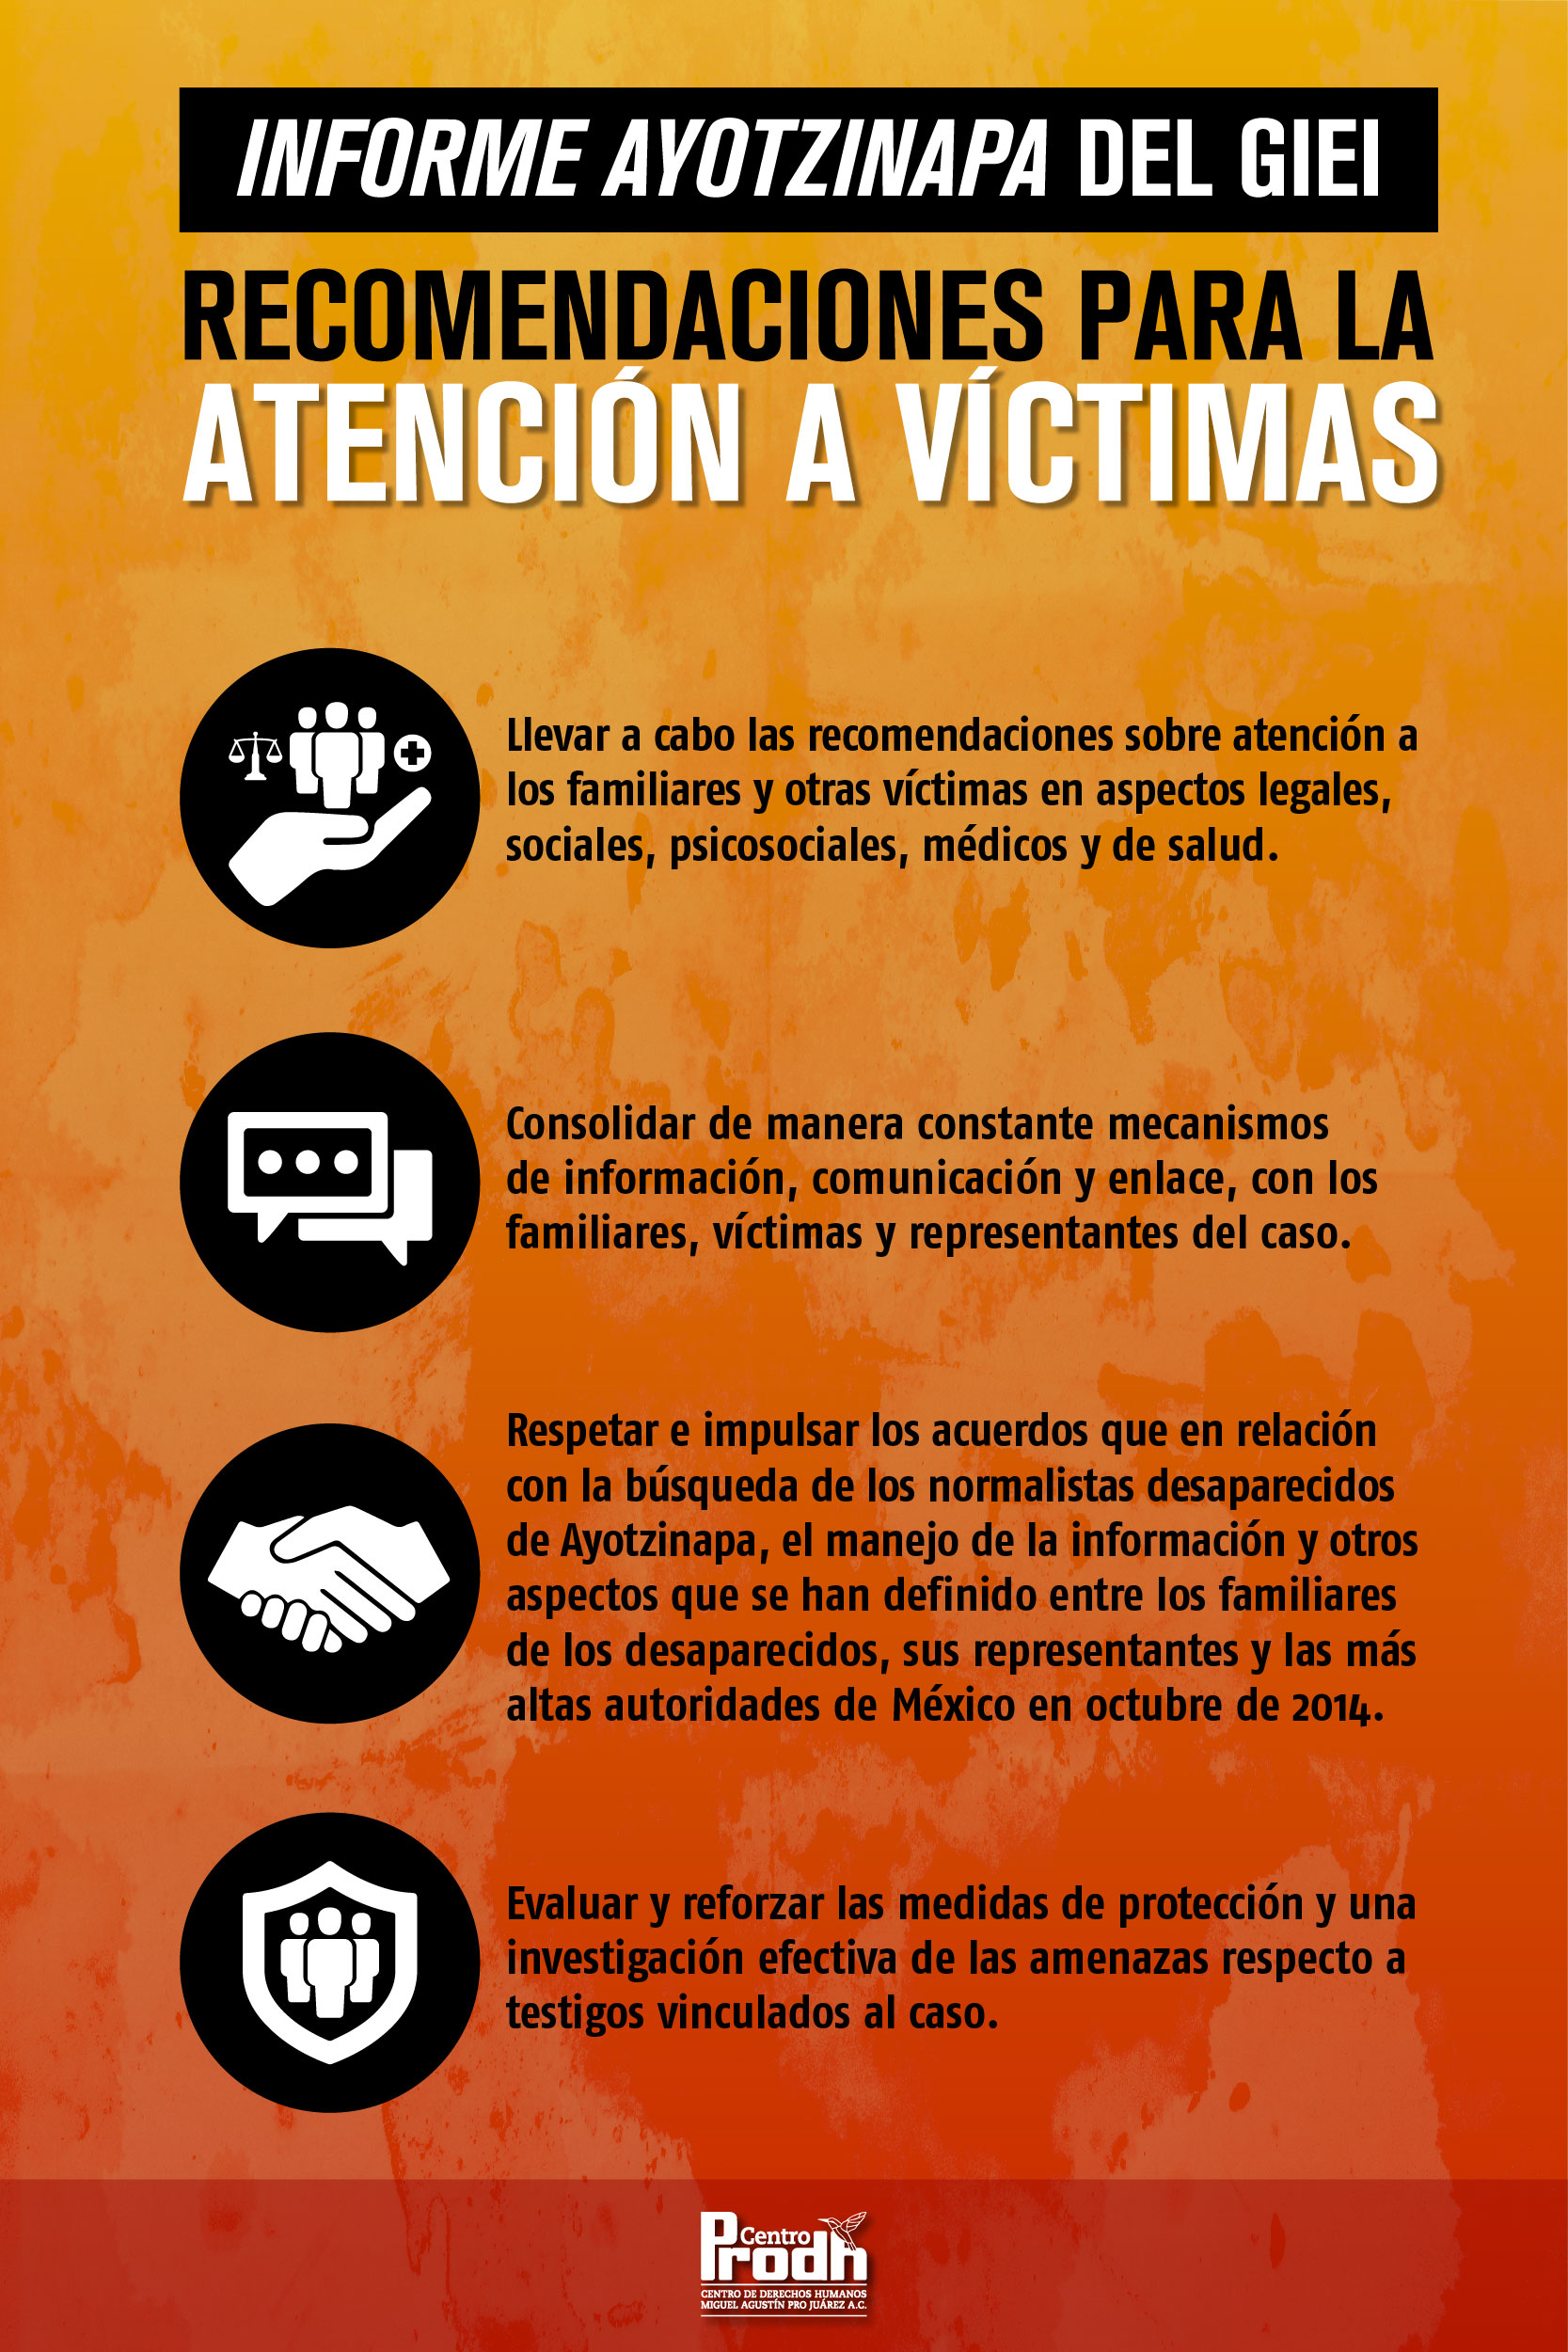 INFORME AYOTZINAPA DEL GIEI
RECOMENDACIONES PARA LA
ATENCIÓN A VÍCTIMAS
Llevar a cabo las recomendaciones sobre atención a
los familiares y otras víctimas en aspectos legales,
sociales, psicosociales, médicos y de salud.
Consolidar de manera constante mecanismos
de información, comunicación y enlace, con los
familiares, víctimas y representantes del caso.
Respetar e impulsar los acuerdos que en relación
con la búsqueda de los normalistas desaparecidos
de Ayotzinapa, el manejo de la información y otros
aspectos que se han definido entre los familiares
de los desaparecidos, sus representantes y las más
altas autoridades de México en octubre de 2014.
Evaluar y reforzar las medidas de protección y una
investigación efectiva de las amenazas respecto a
testigos vinculados al caso.
Centro
Prodh
CENTRO DE DERECHOS HUMANOS
MIGUEL AGUSTÍN PRO JUÁREZ A.C.